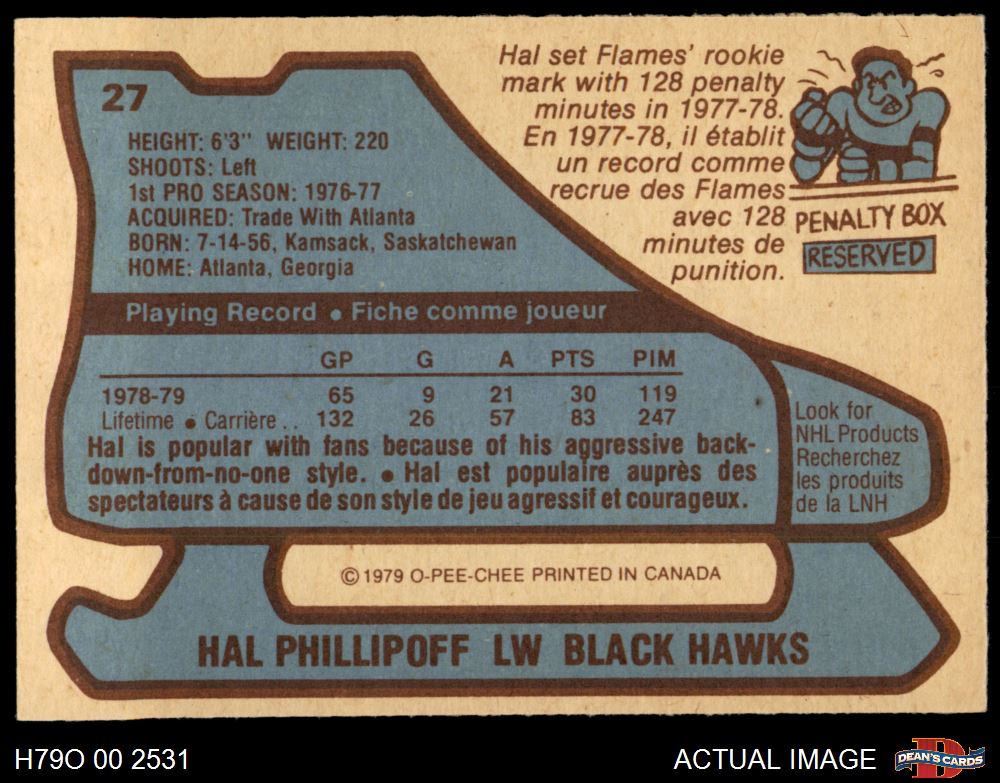 27
HEIGHT: 6'3" WEIGHT: 220
SHOOTS: Left
1st PRO SEASON: 1976-77
ACQUIRED: Trade With Atlanta
BORN: 7-14-56, Kamsack, Saskatchewan
HOME: Atlanta, Georgia
Hal set Flames' rookie
mark with 128 penalty
minutes in 1977-78.
En 1977-78, il établit
un record comme
recrue des Flames
avec 128
minutes de
punition.
PENALTY BOX
RESERVED
Playing Record • Fiche comme joueur
GP G A PTS PIM
1978-79 65 9 21 30 119
Lifetime • Carrière . . 132 26 57 83 247
Hal is popular with fans because of his aggressive back-
down-from-no-one style. • Hal est populaire auprès des
spectateurs à cause de son style de jeu agressif et courageux.
Look for
NHL Products
Recherchez
les produits
de la LNH
© 1979 O-PEE-CHEE PRINTED IN CANADA
HAL PHILLIPOFF LW BLACK HAWKS
H79O 00 2531
ACTUAL IMAGE
D
DEAN'S CARDS